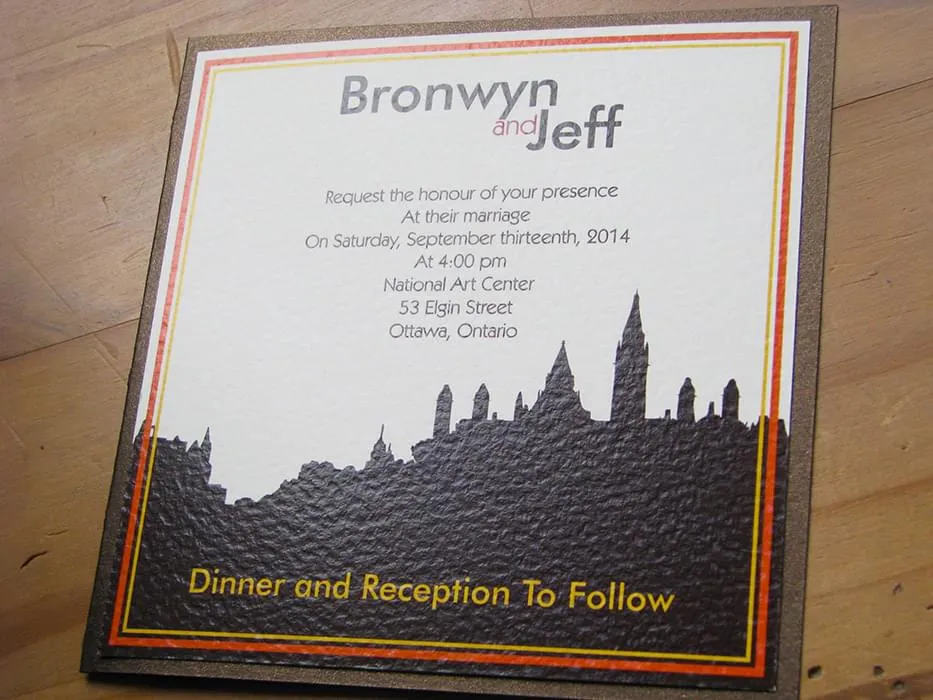 Bronwyn
and Jeff
Request the honour of your presence
At their marriage
On Saturday, September thirteenth, 2014
At 4:00 pm
National Art Center
53 Elgin Street
Ottawa, Ontario
Dinner and Reception To Follow